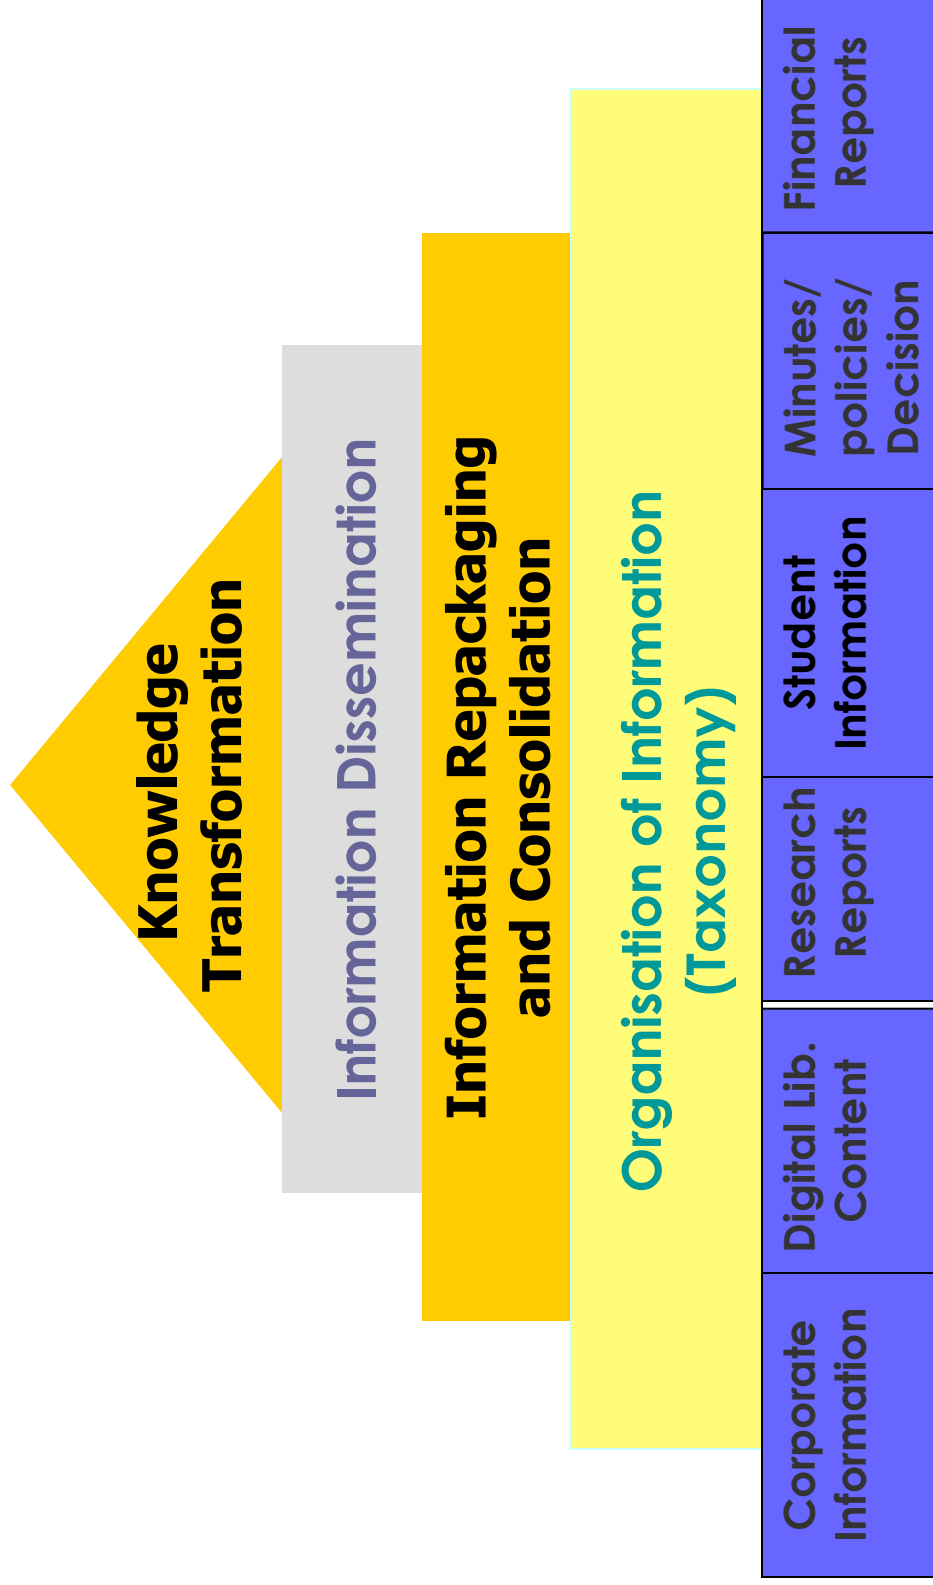 Knowledge
Transformation
Information Dissemination
Information Repackaging
and Consolidation
Organisation of Information
(Taxonomy)
Corporate
Information
Digital Lib.
Content
Research
Reports
Student
Information
Minutes/
policies/
Decision
Financial
Reports